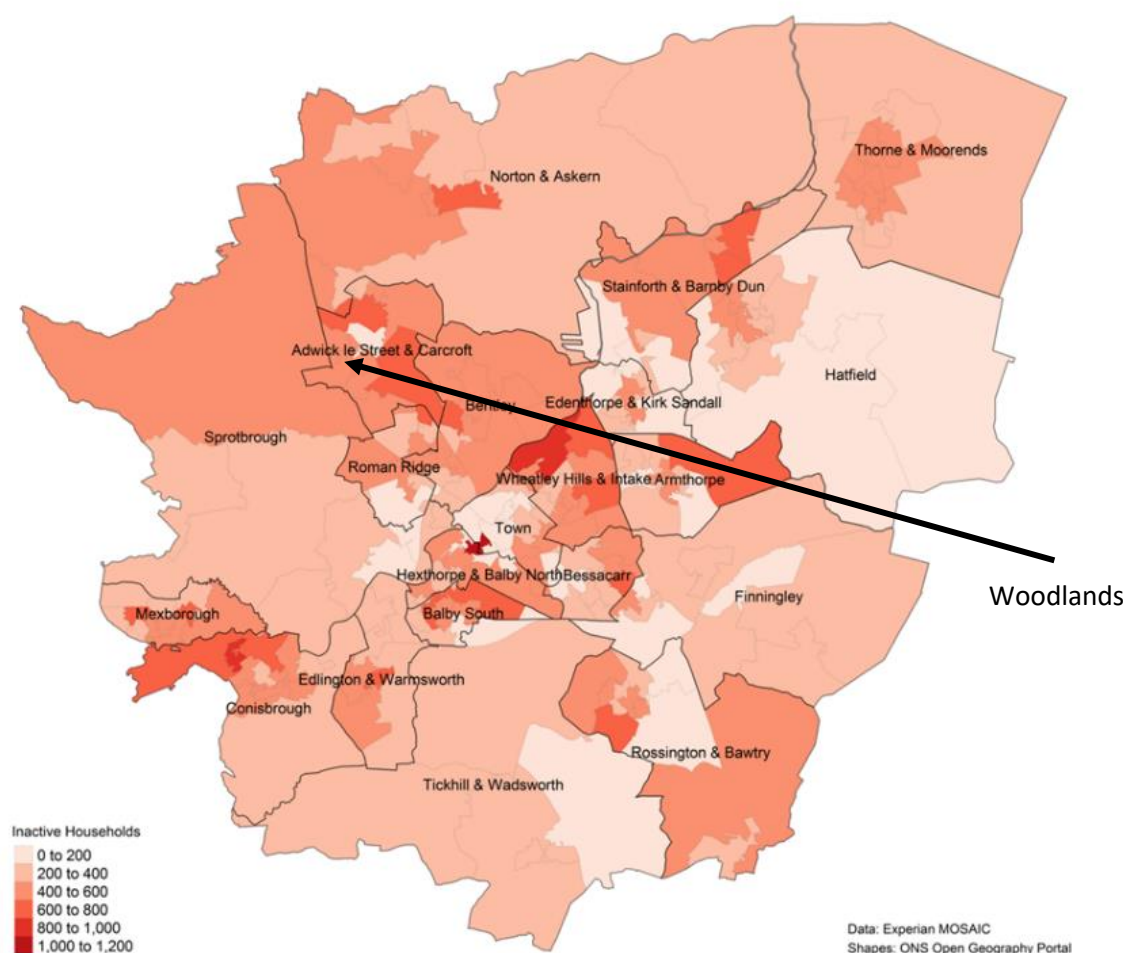 Thorne & Moorends
Norton & Askern
Stainforth & Barnby Dun
Adwick le Street & Carcroft
Hatfield
Bentley
Edenthorpe & Kirk Sandall
Sprotbrough
Roman Ridge
Wheatley Hills & Intake
Armthorpe
Town
Hexthorpe & Balby North
Bessacarr
Finningley
Woodlands
Mexborough
Balby South
Edlington & Warmsworth
Conisbrough
Rossington & Bawtry
Tickhill & Wadsworth
Inactive Households
0 to 200
200 to 400
400 to 600
600 to 800
800 to 1,000
1,000 to 1,200
Data: Experian MOSAIC
Shapes: ONS Open Geography Portal